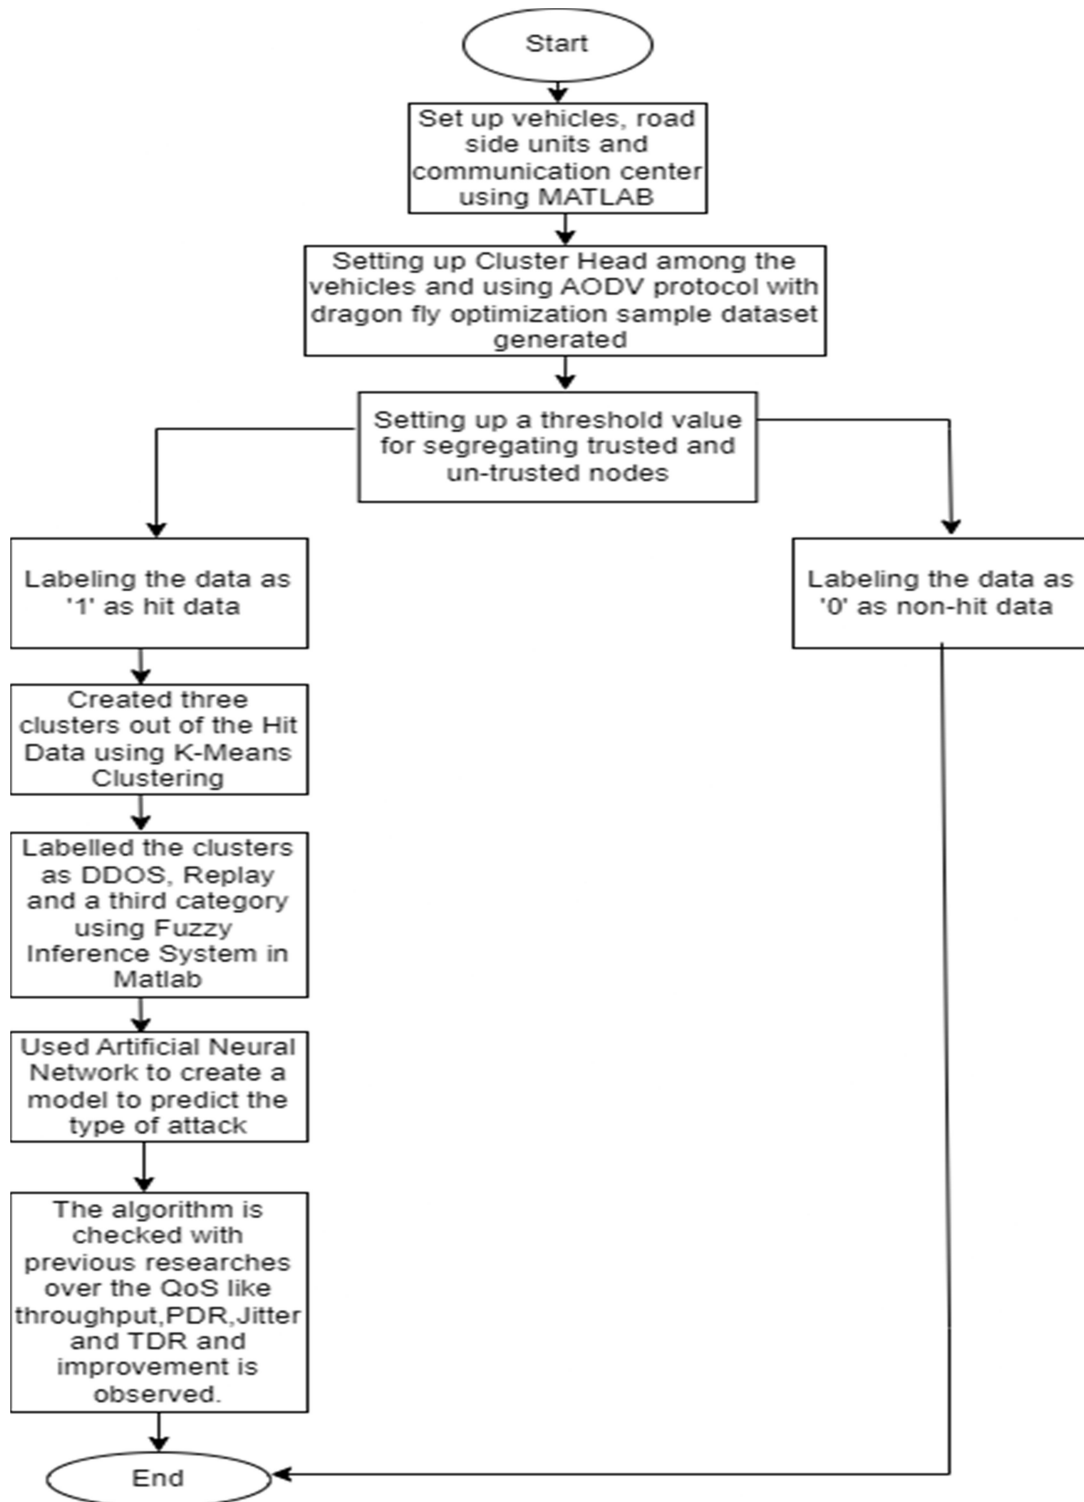 Start
Set up vehicles, road
side units and
communication center
using MATLAB
Setting up Cluster Head among the
vehicles and using AODV protocol with
dragon fly optimization sample dataset
generated
Setting up a threshold value
for segregating trusted and
un-trusted nodes
Labeling the data as
'1' as hit data
Labeling the data as
'0' as non-hit data
Created three
clusters out of the Hit
Data using K-Means
Clustering
Labelled the clusters
as DDOS, Replay
and a third category
using Fuzzy
Inference System in
Matlab
Used Artificial Neural
Network to create a
model to predict the
type of attack
The algorithm is
checked with
previous researches
over the QoS like
throughput,PDR,Jitter
and TDR and
improvement is
observed.
End